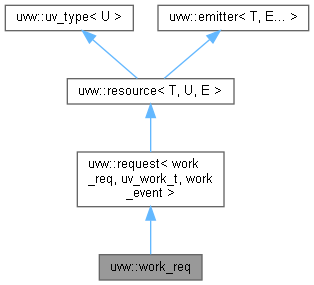 uvw::uv_type< U >
uvw::emitter< T, E... >
uvw::resource< T, U, E >
uvw::request< work
_req, uv_work_t, work
_event >
uvw::work_req